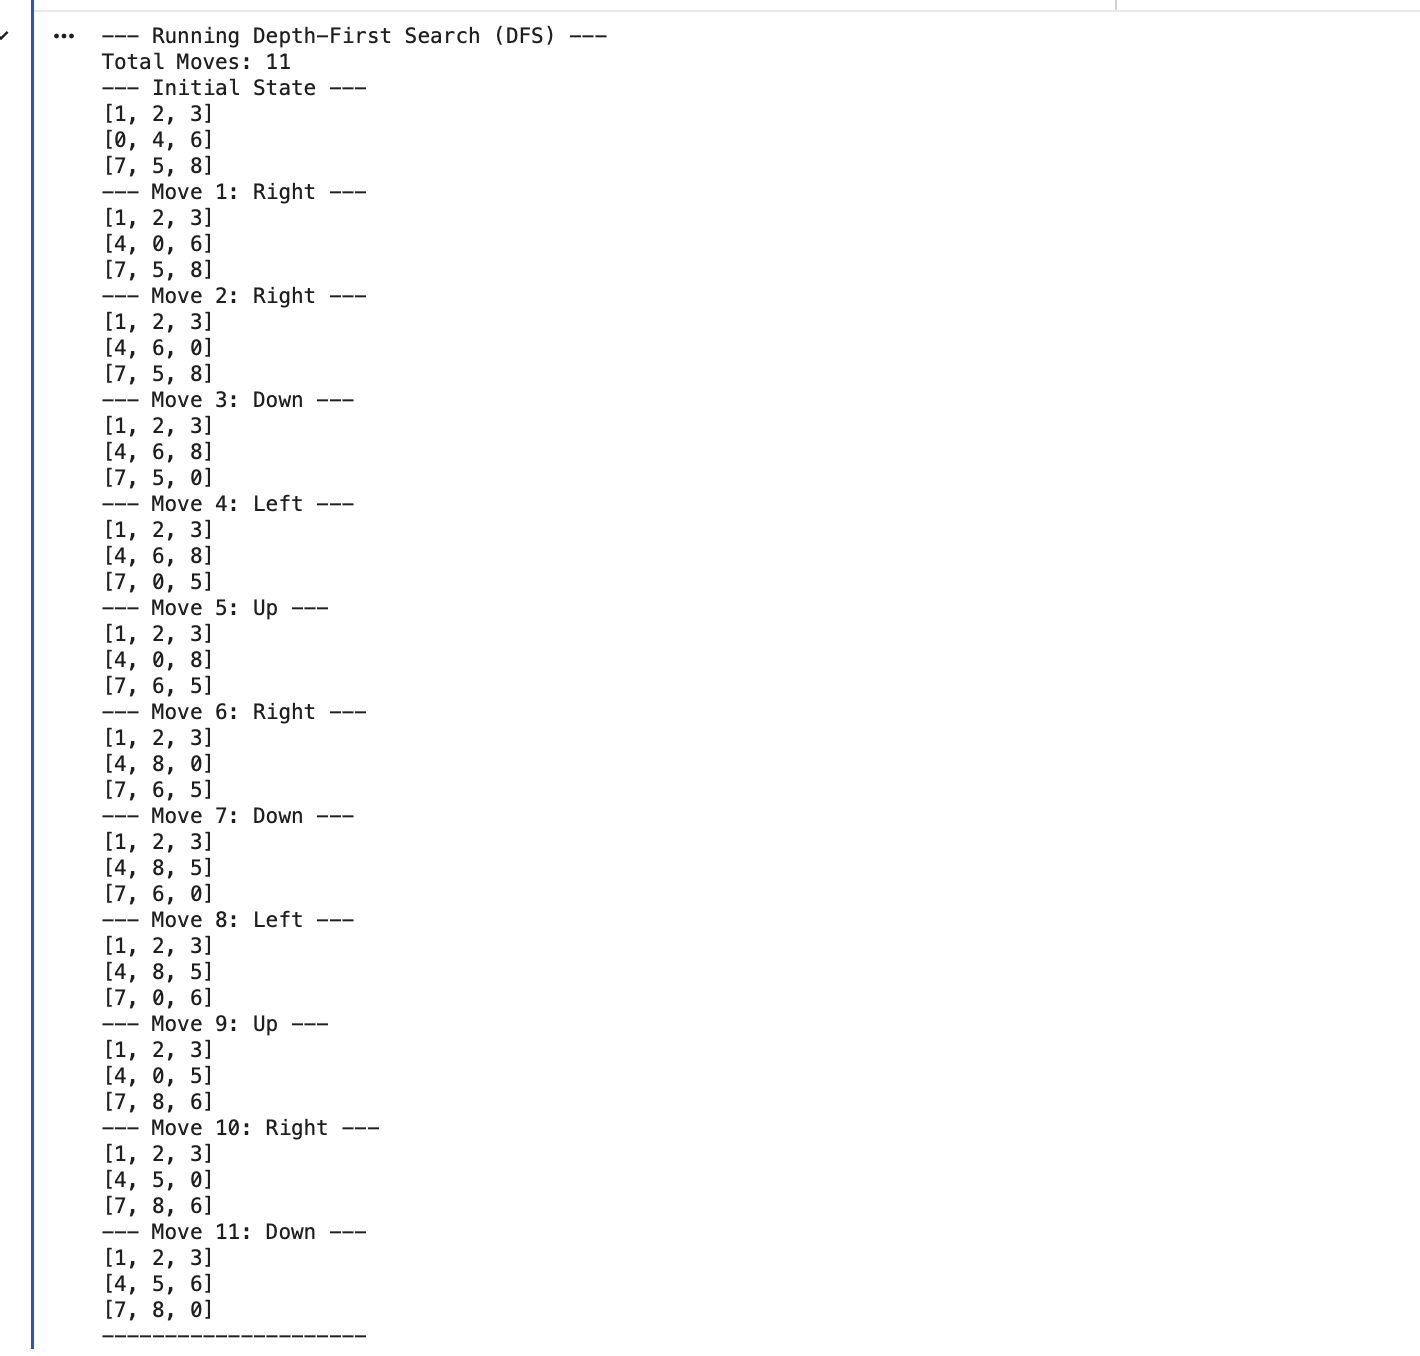 --- Running Depth-First Search (DFS) ---
Total Moves: 11
--- Initial State ---
[1, 2, 3]
[0, 4, 6]
[7, 5, 8]
--- Move 1: Right ---
[1, 2, 3]
[4, 0, 6]
[7, 5, 8]
--- Move 2: Right ---
[1, 2, 3]
[4, 6, 0]
[7, 5, 8]
--- Move 3: Down ---
[1, 2, 3]
[4, 6, 8]
[7, 5, 0]
--- Move 4: Left ---
[1, 2, 3]
[4, 6, 8]
[7, 0, 5]
--- Move 5: Up ---
[1, 2, 3]
[4, 0, 8]
[7, 6, 5]
--- Move 6: Right ---
[1, 2, 3]
[4, 8, 0]
[7, 6, 5]
--- Move 7: Down ---
[1, 2, 3]
[4, 8, 5]
[7, 6, 0]
--- Move 8: Left ---
[1, 2, 3]
[4, 8, 5]
[7, 0, 6]
--- Move 9: Up ---
[1, 2, 3]
[4, 0, 5]
[7, 8, 6]
--- Move 10: Right ---
[1, 2, 3]
[4, 5, 0]
[7, 8, 6]
--- Move 11: Down ---
[1, 2, 3]
[4, 5, 6]
[7, 8, 0]
---------------------